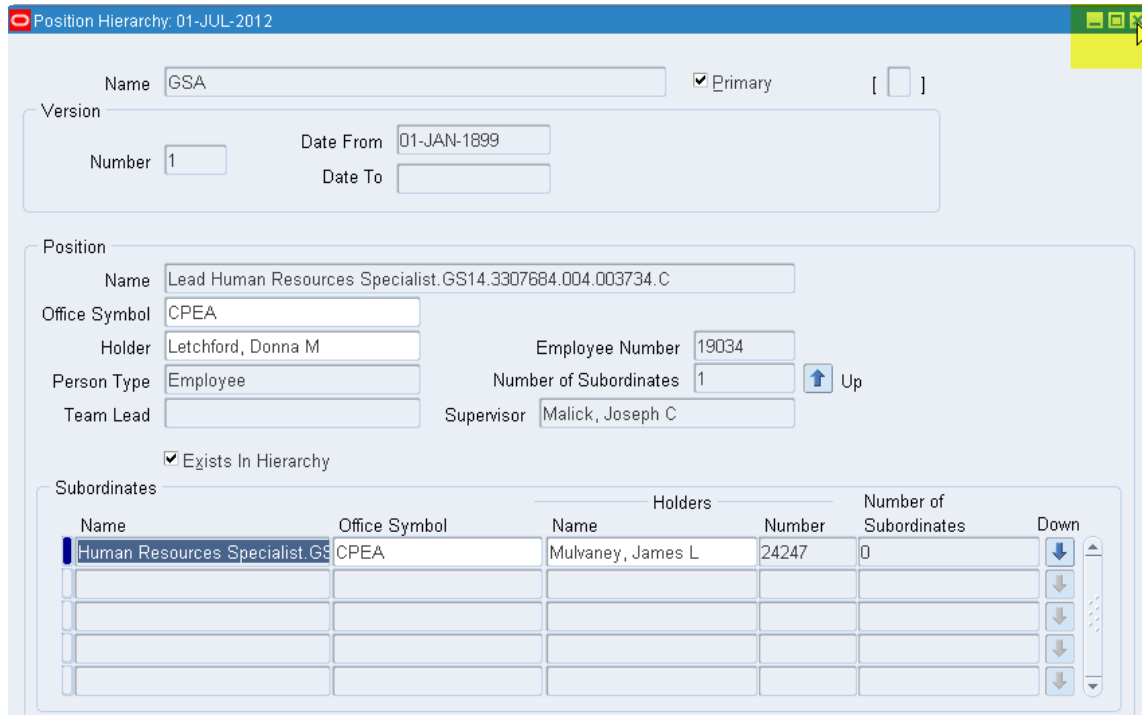 Position Hierarchy: 01-JUL-2012
Name GSA Primary [ ]
Version
Number 1 Date From 01-JAN-1899
Date To
Position
Name Lead Human Resources Specialist.GS14.3307684.004.003734.C
Office Symbol CPEA
Holder Letchford, Donna M Employee Number 19034
Person Type Employee Number of Subordinates 1 Up
Team Lead Supervisor Malick, Joseph C
Exists In Hierarchy
Subordinates
Holders Number of
Name Office Symbol Name Number Subordinates Down
Human Resources Specialist.GS CPEA Mulvaney, James L 24247 0